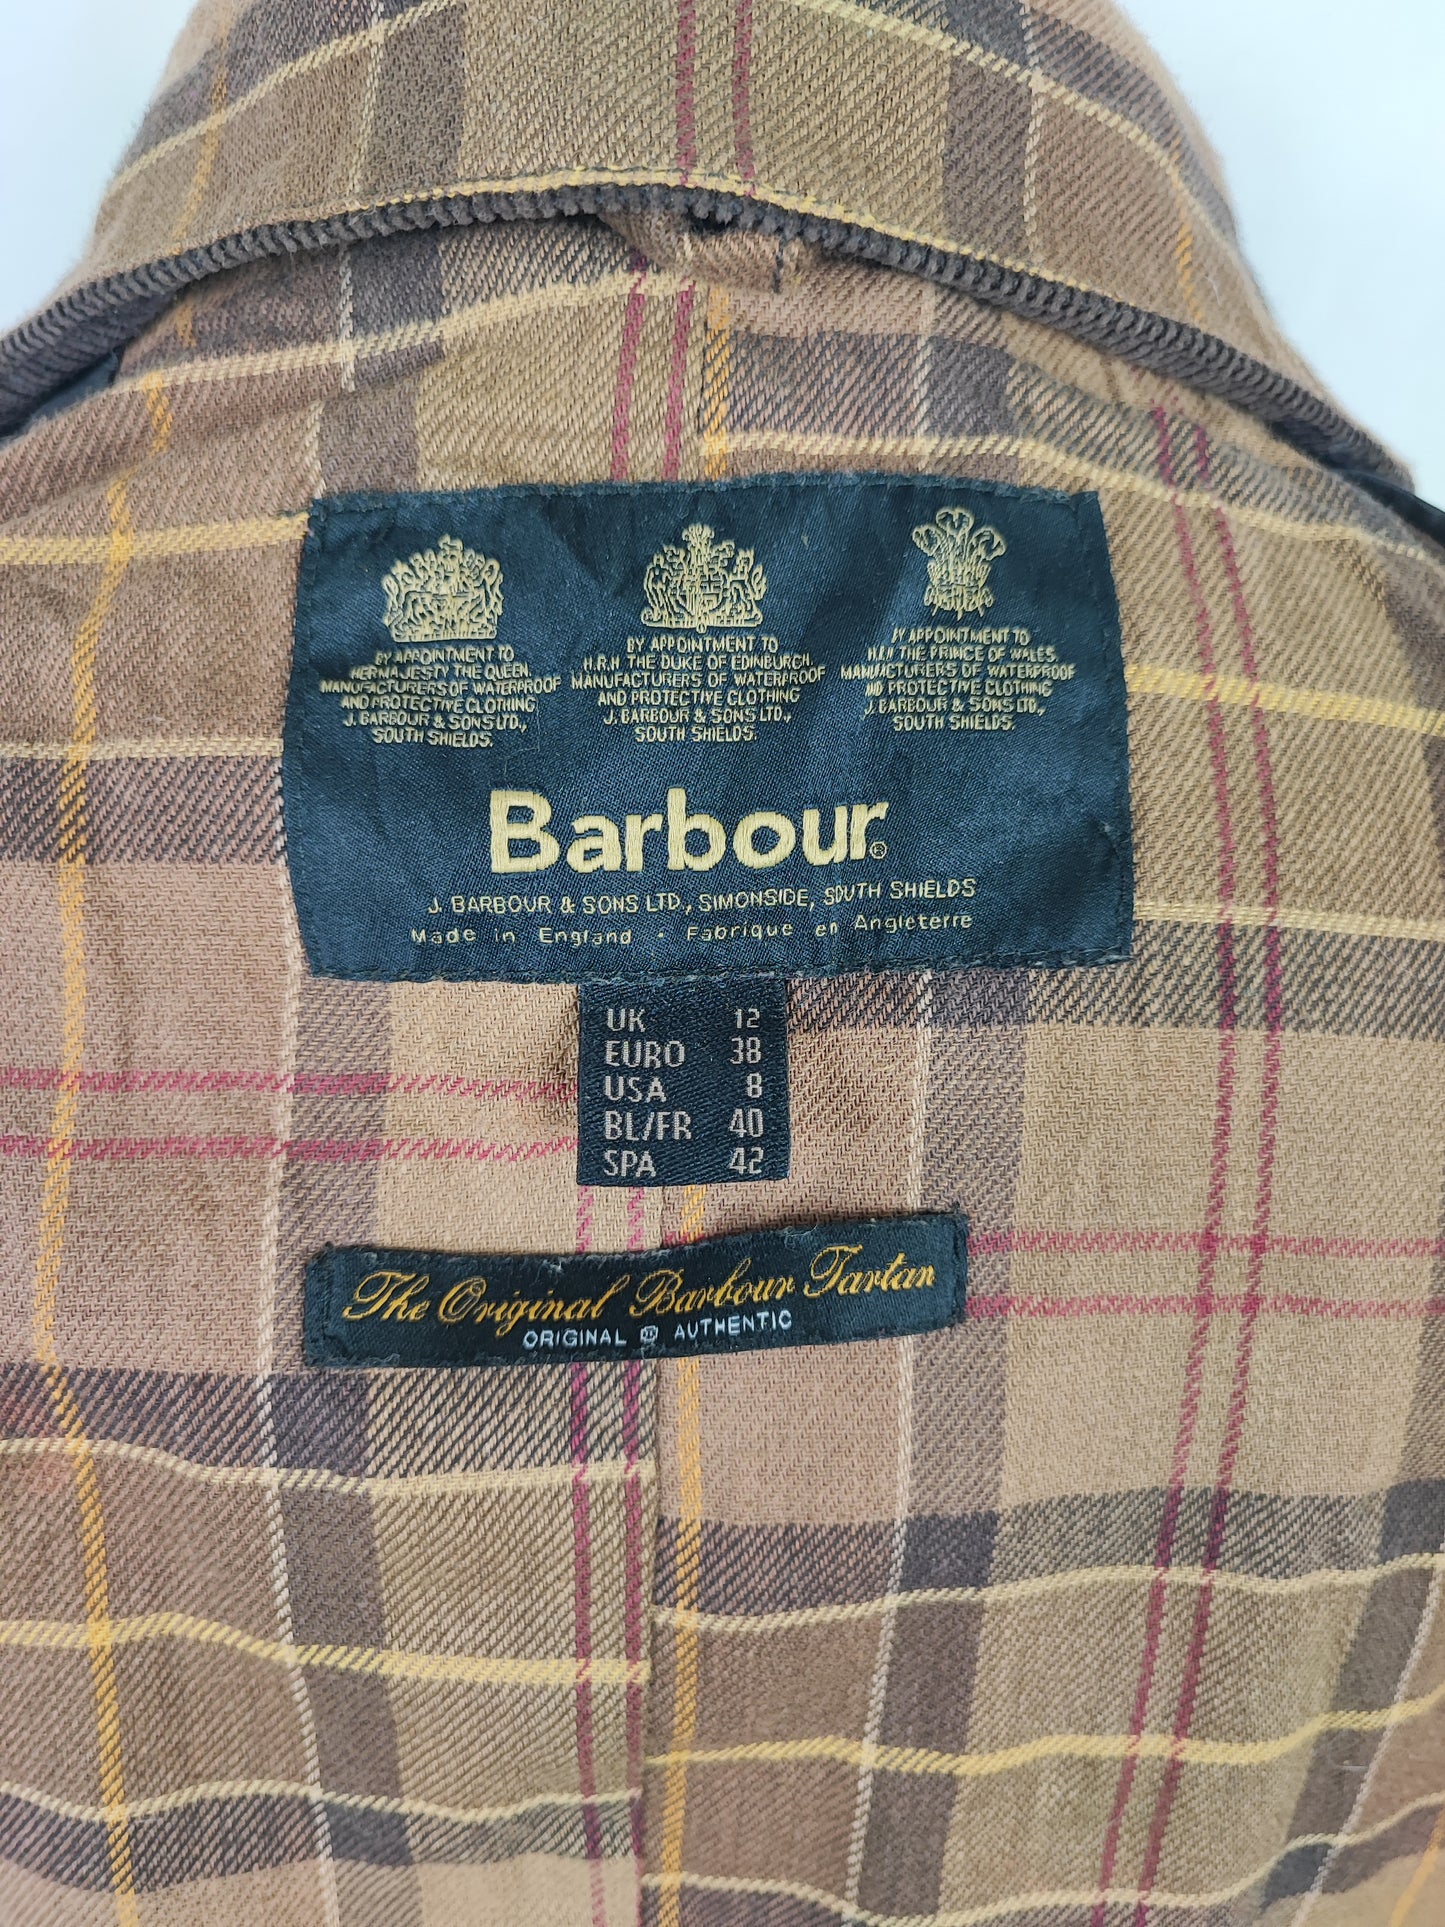 BY APPOINTMENT TO
HER MAJESTY THE QUEEN
MANUFACTURERS OF WATERPROOF
AND PROTECTIVE CLOTHING
J. BARBOUR & SONS LTD.,
SOUTH SHIELDS.
BY APPOINTMENT TO
H.R.H THE DUKE OF EDINBURGH.
MANUFACTURERS OF WATERPROOF
AND PROTECTIVE CLOTHING
J. BARBOUR & SONS LTD.,
SOUTH SHIELDS.
BY APPOINTMENT TO
H.R.H THE PRINCE OF WALES
MANUFACTURERS OF WATERPROOF
AND PROTECTIVE CLOTHING
J. BARBOUR & SONS LTD.,
SOUTH SHIELDS.
Barbour®
J. BARBOUR & SONS LTD., SIMONSIDE, SOUTH SHIELDS
Made in England • Fabrique en Angleterre
UK 12
EURO 38
USA 8
BL/FR 40
SPA 42
The Original Barbour Tartan
ORIGINAL AUTHENTIC